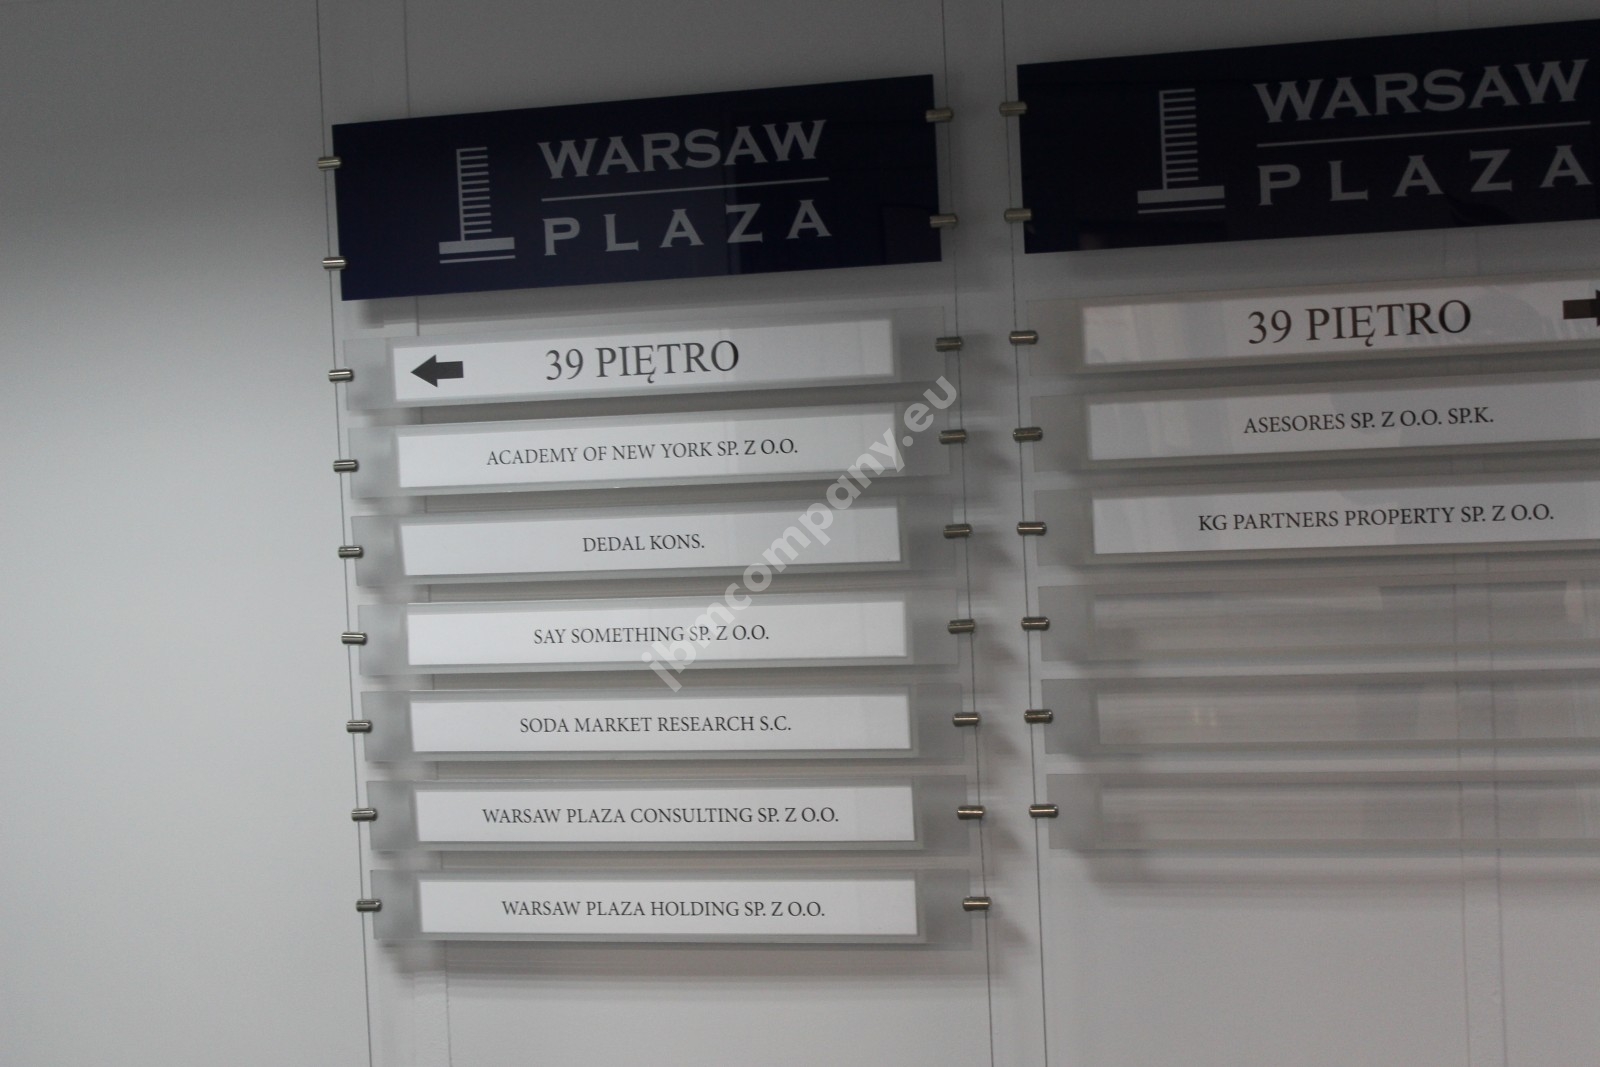 WARSAW
PLAZA
39 PIĘTRO
ACADEMY OF NEW YORK SP. Z O.O.
DEDAL KONS.
SAY SOMETHING SP. Z O.O.
SODA MARKET RESEARCH S.C.
WARSAW PLAZA CONSULTING SP. Z O.O.
WARSAW PLAZA HOLDING SP. Z O.O.
WARSAW
PLAZA
39 PIĘTRO
ASESORES SP. Z O.O. SP.K.
KG PARTNERS PROPERTY SP. Z O.O.
jbmcompany.eu